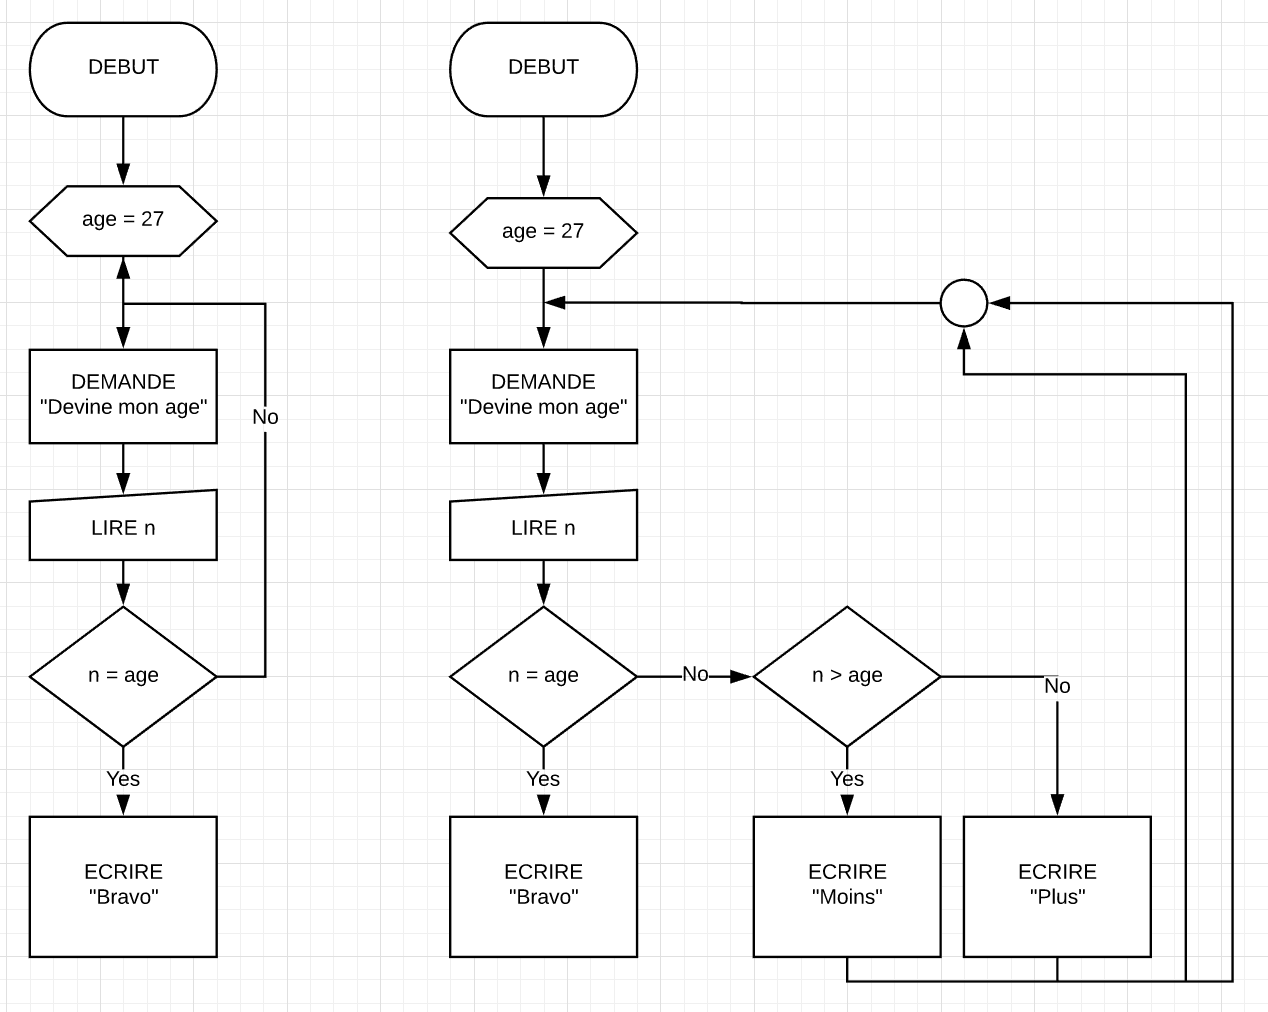 DEBUT
age = 27
DEMANDE
"Devine mon age"
No
LIRE n
n = age
Yes
ECRIRE
"Bravo"
DEBUT
age = 27
DEMANDE
"Devine mon age"
LIRE n
n = age
No
n > age
No
Yes
Yes
ECRIRE
"Bravo"
ECRIRE
"Moins"
ECRIRE
"Plus"